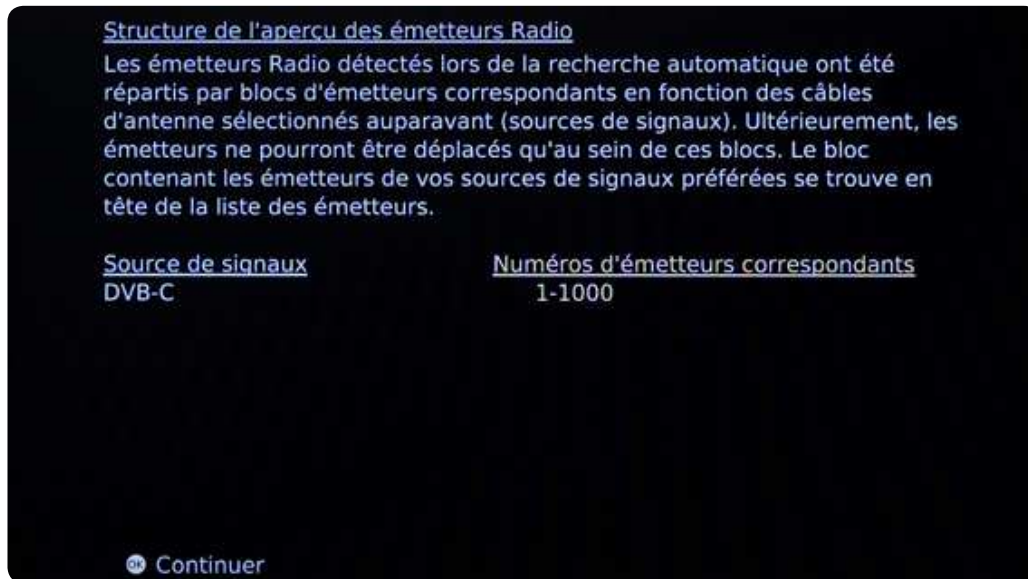 Structure de l'aperçu des émetteurs Radio
Les émetteurs Radio détectés lors de la recherche automatique ont été
répartis par blocs d'émetteurs correspondants en fonction des câbles
d'antenne sélectionnés auparavant (sources de signaux). Ultérieurement, les
émetteurs ne pourront être déplacés qu'au sein de ces blocs. Le bloc
contenant les émetteurs de vos sources de signaux préférées se trouve en
tête de la liste des émetteurs.
Source de signaux Numéros d'émetteurs correspondants
DVB-C 1-1000
OK Continuer